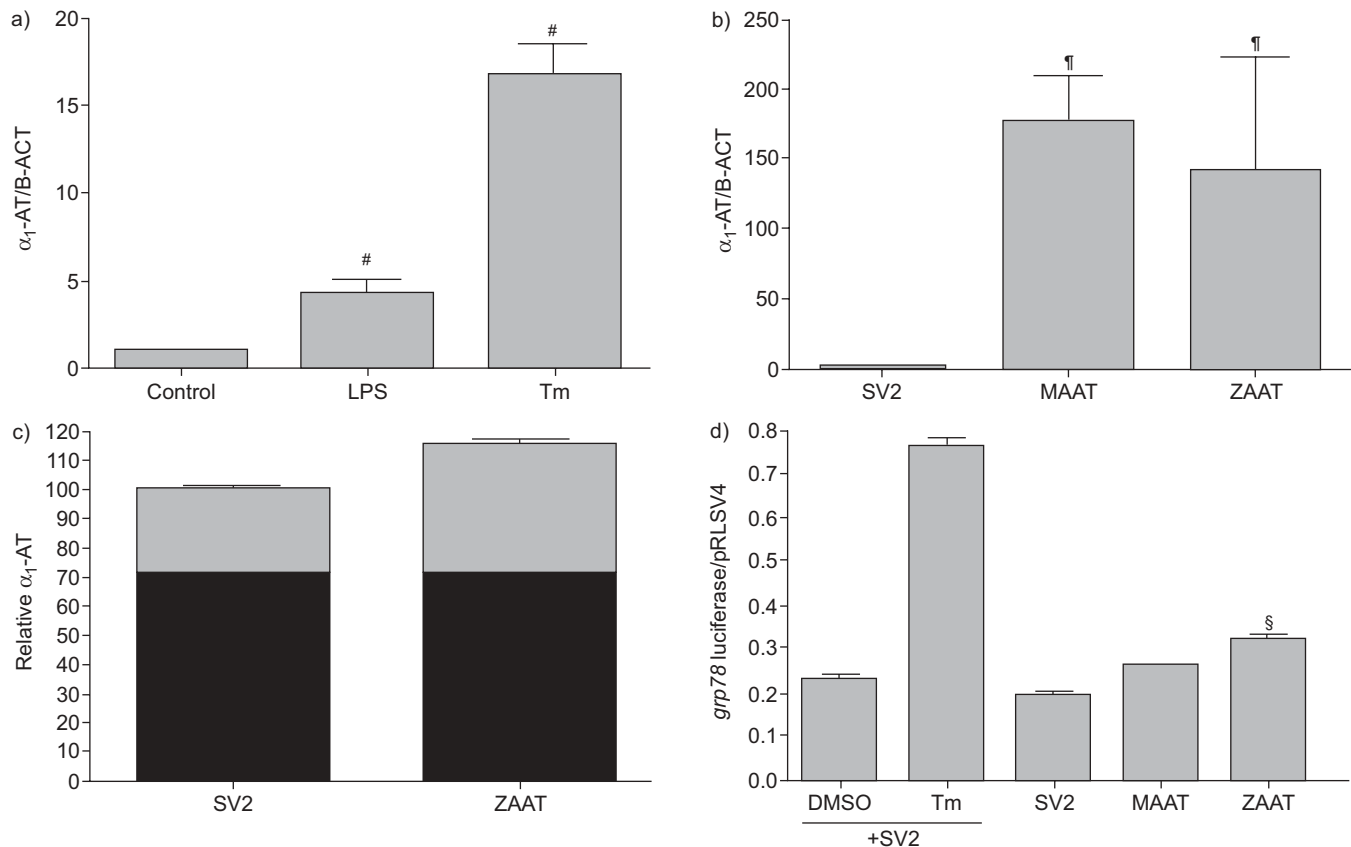 a)
20
15
10
5
0
α1-AT/B-ACT
#
#
Control LPS Tm
b)
250
200
150
100
50
0
α1-AT/B-ACT
¶
¶
SV2 MAAT ZAAT
c)
120
110
100
90
80
70
60
50
40
30
20
10
0
Relative α1-AT
SV2 ZAAT
d)
0.8
0.7
0.6
0.5
0.4
0.3
0.2
0.1
0.0
grp78 luciferase/pRLSV4
§
DMSO Tm SV2 MAAT ZAAT
+SV2